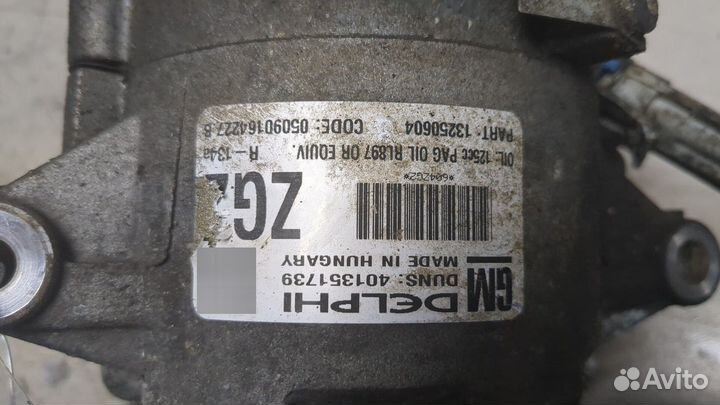 GM DELPHI
DUNS: 401351739
MADE IN HUNGARY
*604ZGZ*
ZGZ
OIL: 125cc PAG OIL RL897 OR EQUIV. R-134a
PART: 13250604 CODE: 05090164227 B
Avito